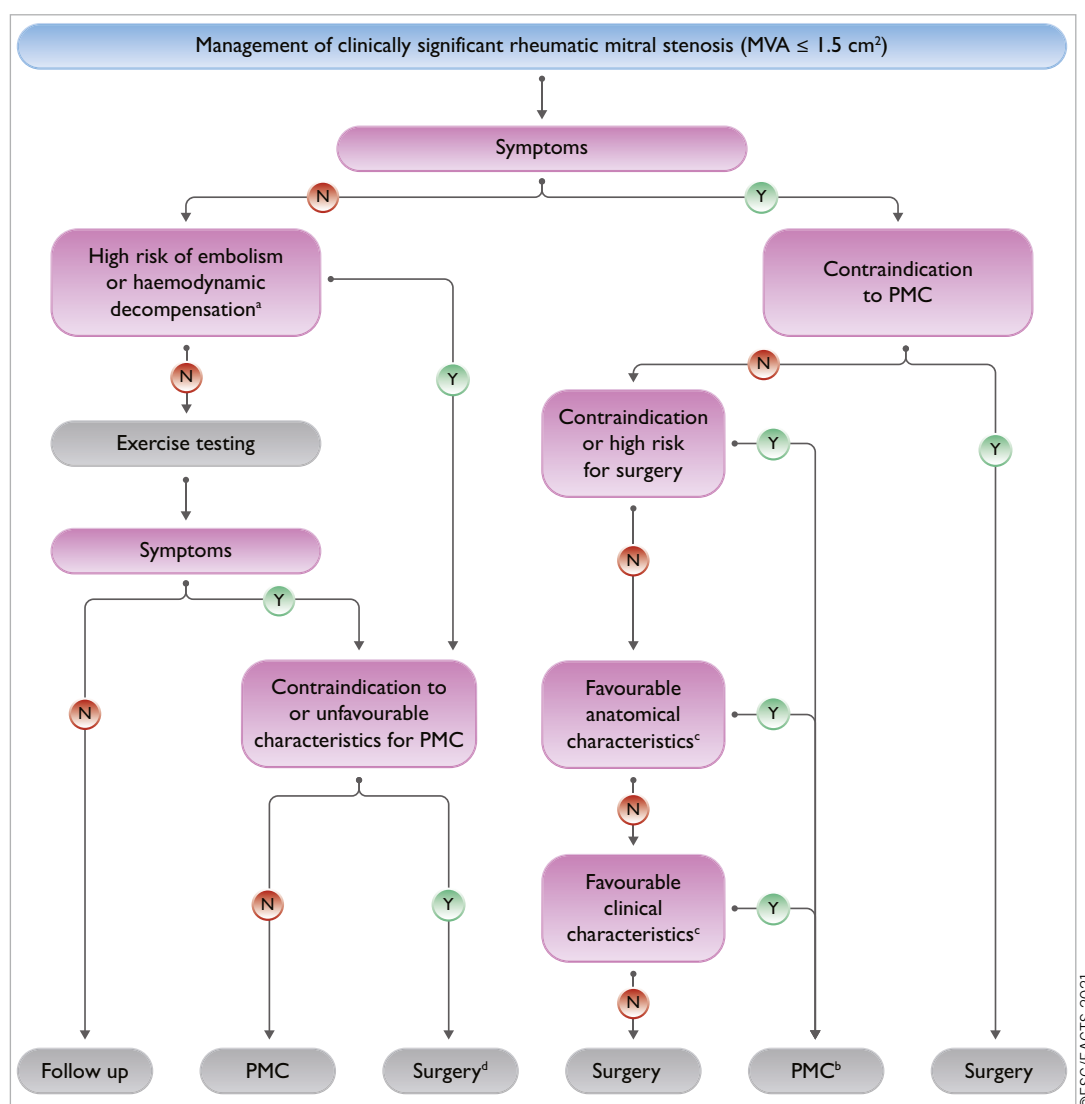 Management of clinically significant rheumatic mitral stenosis (MVA ≤ 1.5 cm²)
Symptoms
N
Y
High risk of embolism
or haemodynamic
decompensationᵃ
Contraindication
to PMC
N
Y
N
Y
Exercise testing
Contraindication
or high risk
for surgery
Y
N
Symptoms
Y
N
Contraindication to
or unfavourable
characteristics for PMC
Favourable
anatomical
characteristicsᶜ
Y
N
N
Y
Favourable
clinical
characteristicsᶜ
Y
N
Follow up
PMC
Surgeryᵈ
Surgery
PMCᵇ
Surgery
©ESC/EACTS 2021